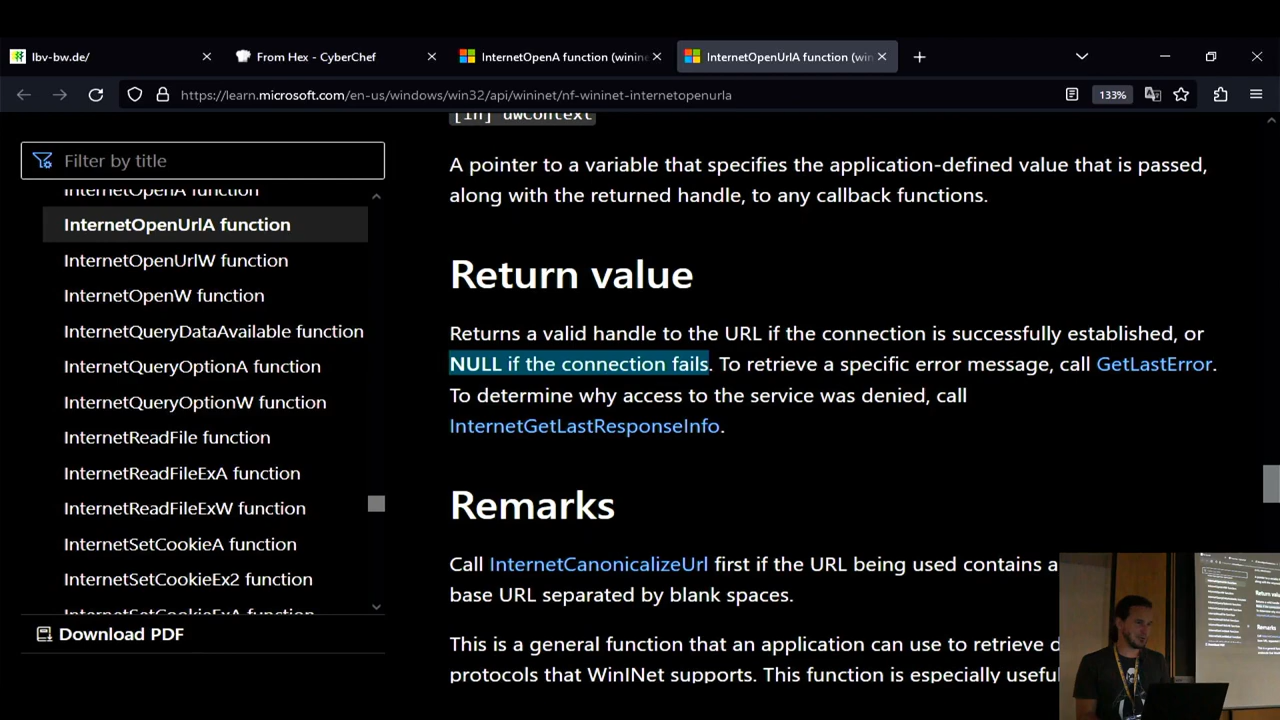 lbv-bw.de/
From Hex - CyberChef
InternetOpenA function (winine
InternetOpenUrlA function (win
https://learn.microsoft.com/en-us/windows/win32/api/wininet/nf-wininet-internetopenurla
133%
[in] dwContext
Filter by title
A pointer to a variable that specifies the application-defined value that is passed,
along with the returned handle, to any callback functions.
InternetOpenA function
InternetOpenUrlA function
InternetOpenUrlW function
InternetOpenW function
InternetQueryDataAvailable function
InternetQueryOptionA function
InternetQueryOptionW function
InternetReadFile function
InternetReadFileExA function
InternetReadFileExW function
InternetSetCookieA function
InternetSetCookieEx2 function
InternetSetCookieExA function
Download PDF
Return value
Returns a valid handle to the URL if the connection is successfully established, or
NULL if the connection fails. To retrieve a specific error message, call GetLastError.
To determine why access to the service was denied, call
InternetGetLastResponseInfo.
Remarks
Call InternetCanonicalizeUrl first if the URL being used contains a
base URL separated by blank spaces.
This is a general function that an application can use to retrieve d
protocols that WinINet supports. This function is especially useful
Return value
Remarks